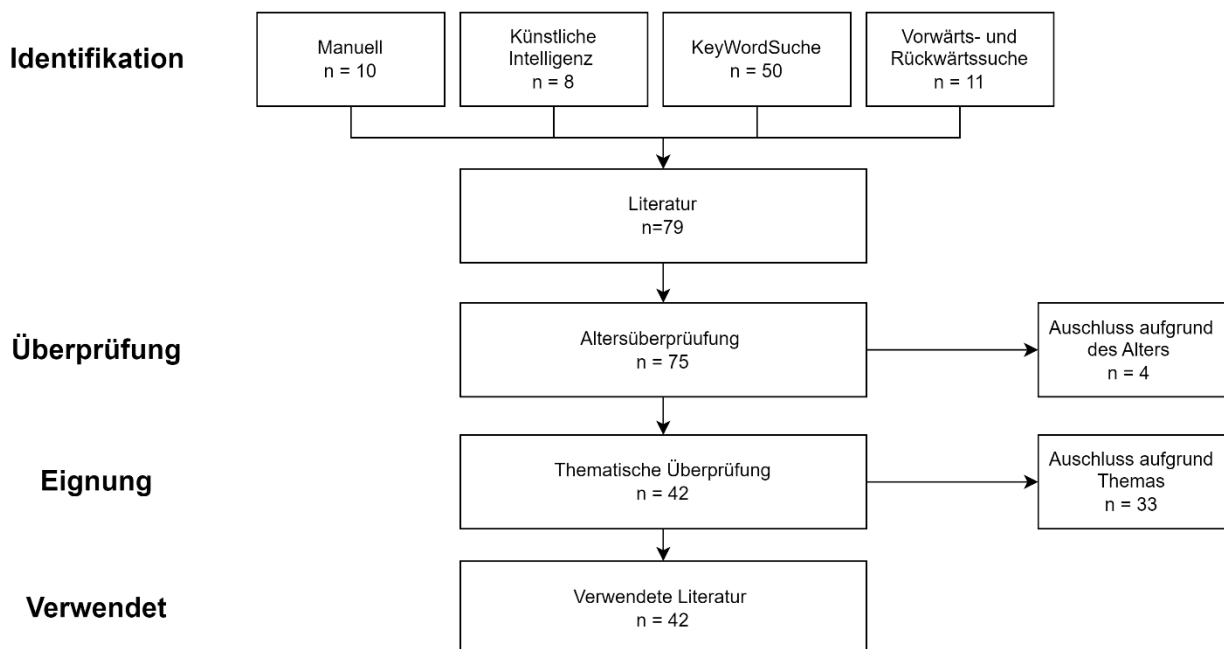 Identifikation
Manuell
n = 10
Künstliche
Intelligenz
n = 8
KeyWordSuche
n = 50
Vorwärts- und
Rückwärtssuche
n = 11
Literatur
n=79
Überprüfung
Altersüberprüufung
n = 75
Auschluss aufgrund
des Alters
n = 4
Eignung
Thematische Überprüfung
n = 42
Auschluss aufgrund
Themas
n = 33
Verwendet
Verwendete Literatur
n = 42